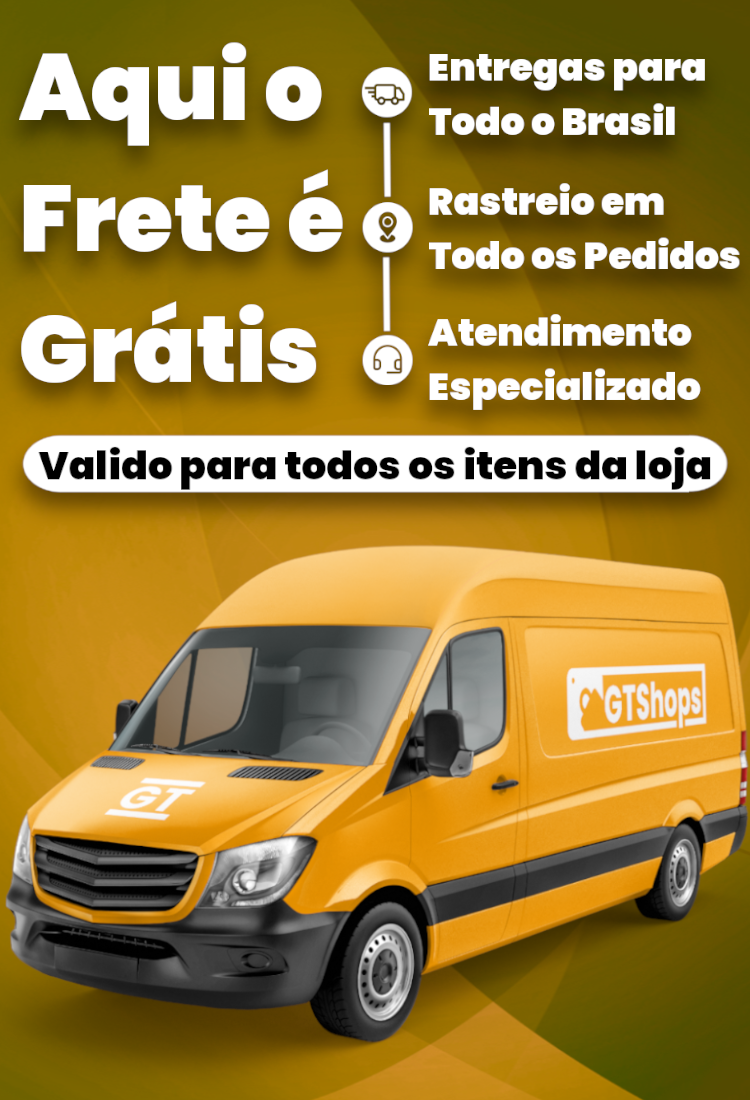 Aqui o
Frete é
Grátis
Entregas para
Todo o Brasil
Rastreio em
Todo os Pedidos
Atendimento
Especializado
Valido para todos os itens da loja
GTShops
GT